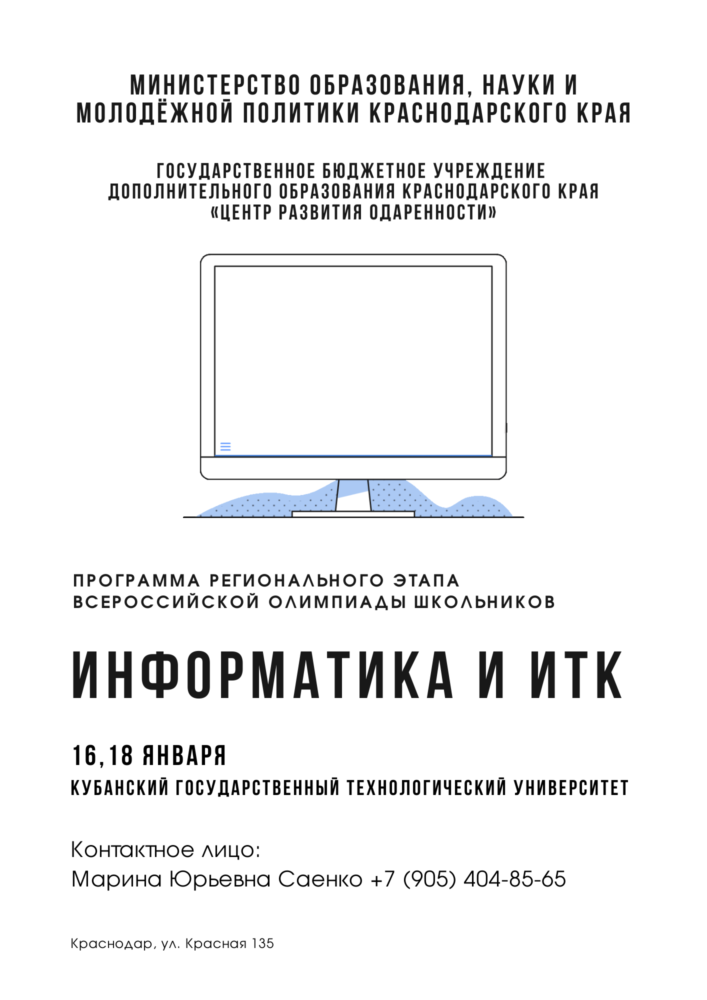 МИНИСТЕРСТВО ОБРАЗОВАНИЯ, НАУКИ И
МОЛОДЁЖНОЙ ПОЛИТИКИ КРАСНОДАРСКОГО КРАЯ
ГОСУДАРСТВЕННОЕ БЮДЖЕТНОЕ УЧРЕЖДЕНИЕ
ДОПОЛНИТЕЛЬНОГО ОБРАЗОВАНИЯ КРАСНОДАРСКОГО КРАЯ
«ЦЕНТР РАЗВИТИЯ ОДАРЕННОСТИ»
ПРОГРАММА РЕГИОНАЛЬНОГО ЭТАПА
ВСЕРОССИЙСКОЙ ОЛИМПИАДЫ ШКОЛЬНИКОВ
ИНФОРМАТИКА И ИТК
16,18 ЯНВАРЯ
КУБАНСКИЙ ГОСУДАРСТВЕННЫЙ ТЕХНОЛОГИЧЕСКИЙ УНИВЕРСИТЕТ
Контактное лицо:
Марина Юрьевна Саенко +7 (905) 404-85-65
Краснодар, ул. Красная 135